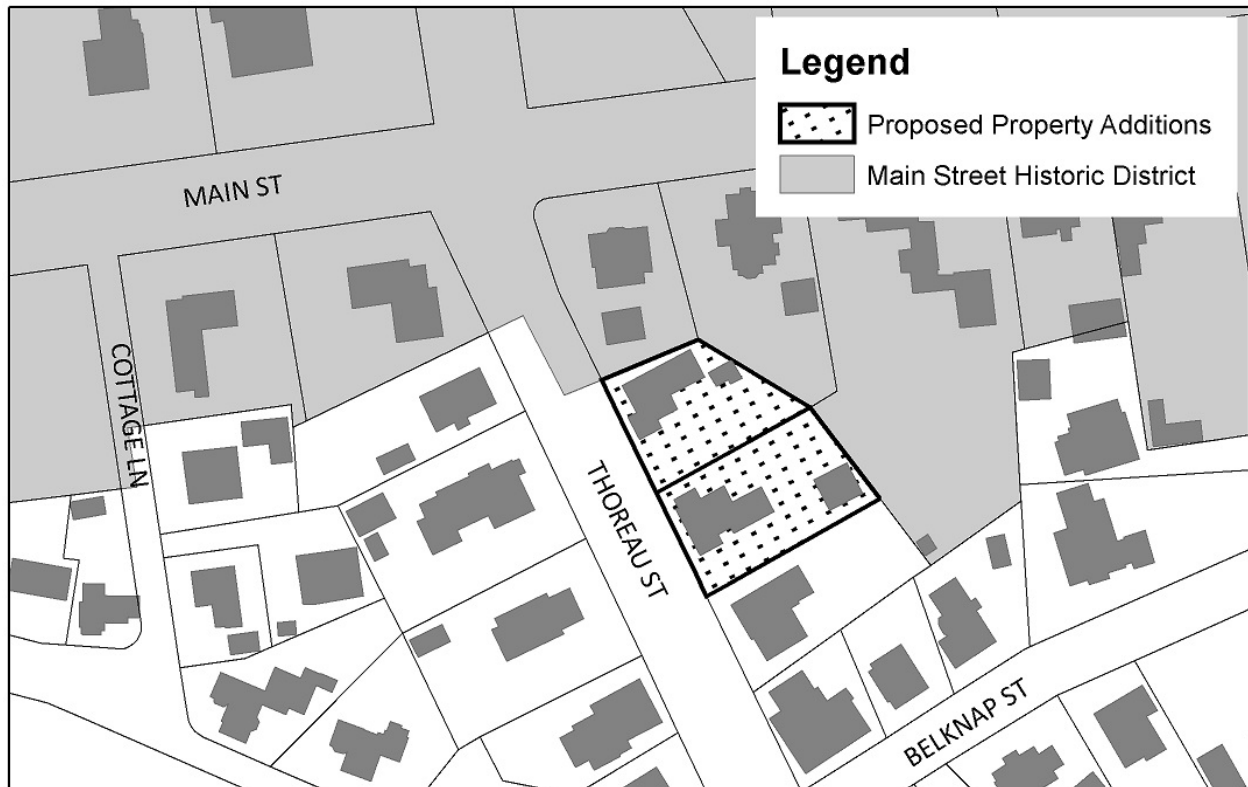 Legend
Proposed Property Additions
Main Street Historic District
MAIN ST
COTTAGE LN
THOREAU ST
BELKNAP ST